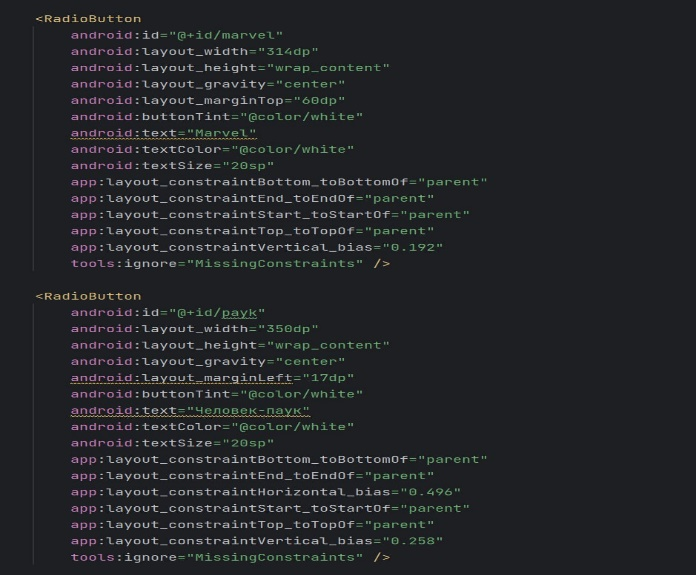 <RadioButton
android:id="@+id/marvel"
android:layout_width="314dp"
android:layout_height="wrap_content"
android:layout_gravity="center"
android:layout_marginTop="60dp"
android:buttonTint="@color/white"
android:text="Marvel"
android:textColor="@color/white"
android:textSize="20sp"
app:layout_constraintBottom_toBottomOf="parent"
app:layout_constraintEnd_toEndOf="parent"
app:layout_constraintStart_toStartOf="parent"
app:layout_constraintTop_toTopOf="parent"
app:layout_constraintVertical_bias="0.192"
tools:ignore="MissingConstraints" />
<RadioButton
android:id="@+id/payk"
android:layout_width="350dp"
android:layout_height="wrap_content"
android:layout_gravity="center"
android:layout_marginLeft="17dp"
android:buttonTint="@color/white"
android:text="Человек-паук"
android:textColor="@color/white"
android:textSize="20sp"
app:layout_constraintBottom_toBottomOf="parent"
app:layout_constraintEnd_toEndOf="parent"
app:layout_constraintHorizontal_bias="0.496"
app:layout_constraintStart_toStartOf="parent"
app:layout_constraintTop_toTopOf="parent"
app:layout_constraintVertical_bias="0.258"
tools:ignore="MissingConstraints" />